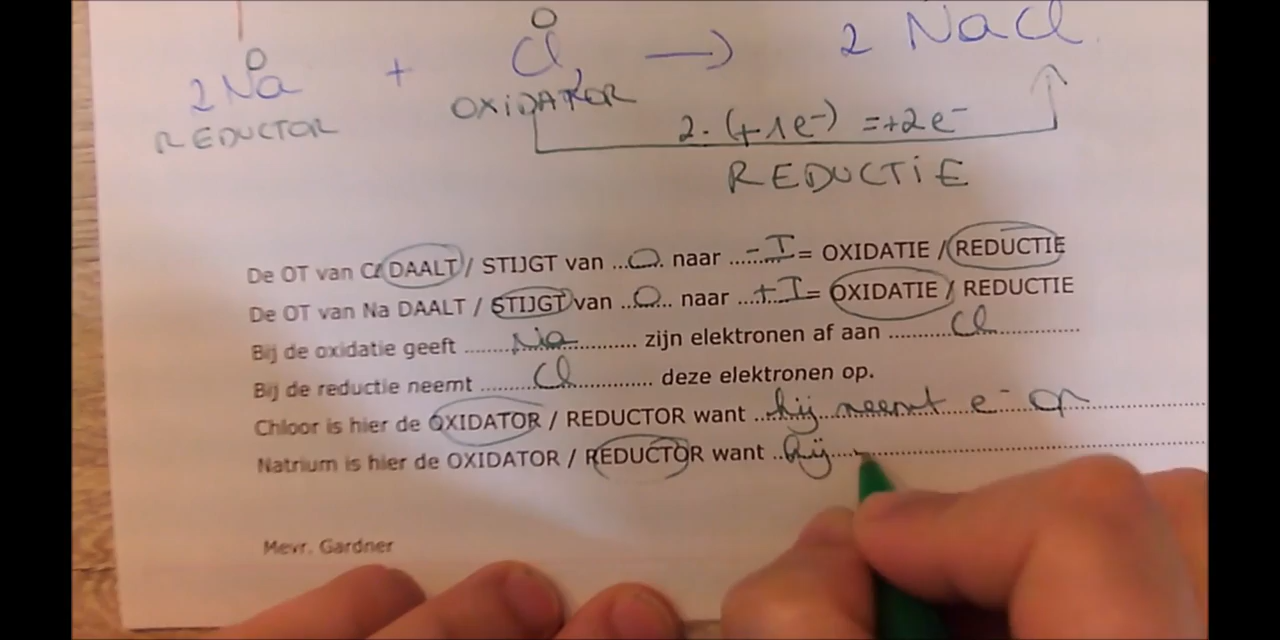 O O
2 Na + Cl₂ → 2 NaCl
REDUCTOR OXIDATOR
2. (+1e⁻) = +2e⁻
REDUCTIE
De OT van Cl DAALT / STIJGT van ..O.. naar ..-I.. = OXIDATIE / REDUCTIE
De OT van Na DAALT / STIJGT van ..O.. naar ..+I.. = OXIDATIE / REDUCTIE
Bij de oxidatie geeft ..Na.. zijn elektronen af aan ..Cl..
Bij de reductie neemt ..Cl.. deze elektronen op.
Chloor is hier de OXIDATOR / REDUCTOR want ..hij neemt e⁻ op..
Natrium is hier de OXIDATOR / REDUCTOR want ..hij..
Mevr. Gardner